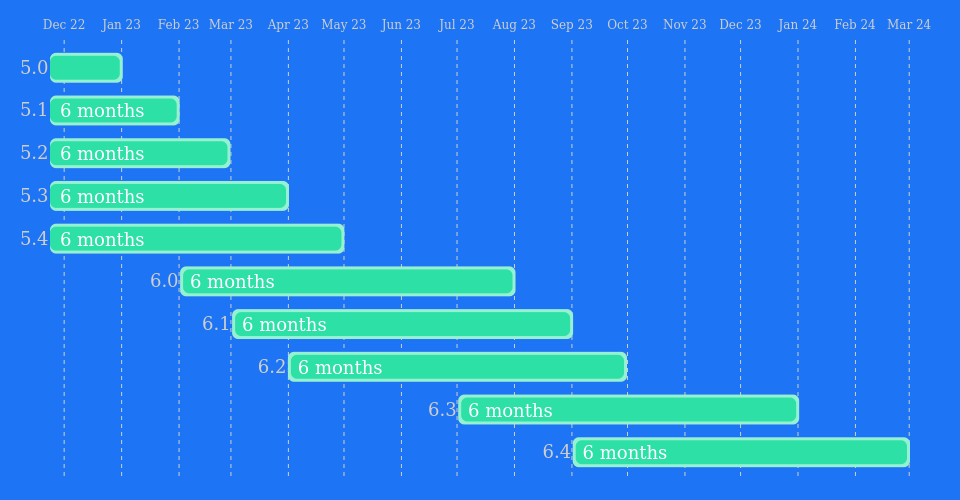 Dec 22 Jan 23 Feb 23 Mar 23 Apr 23 May 23 Jun 23 Jul 23 Aug 23 Sep 23 Oct 23 Nov 23 Dec 23 Jan 24 Feb 24 Mar 24
5.0
5.1 6 months
5.2 6 months
5.3 6 months
5.4 6 months
6.0 6 months
6.1 6 months
6.2 6 months
6.3 6 months
6.4 6 months